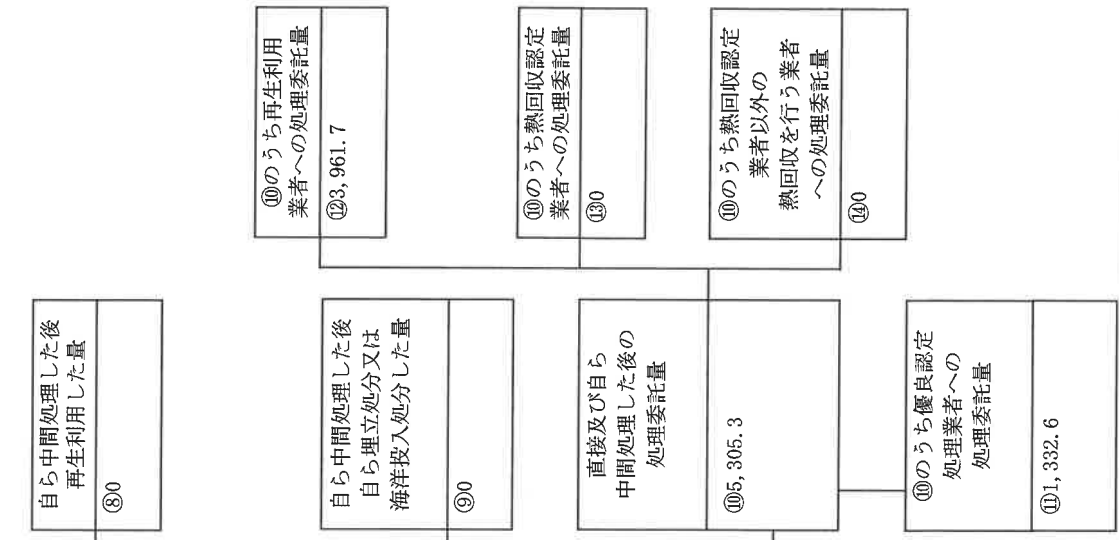 自ら中間処理した後
再生利用した量
⑧0
自ら中間処理した後
自ら埋立処分又は
海洋投入処分した量
⑨0
直接及び自ら
中間処理した後の
処理委託量
⑩5,305.3
⑩のうち優良認定
処理業者への
処理委託量
⑪1,332.6
⑩のうち再生利用
業者への処理委託量
⑫3,961.7
⑩のうち熱回収認定
業者への処理委託量
⑬0
⑩のうち熱回収認定
業者以外の
熱回収を行う業者
への処理委託量
⑭0